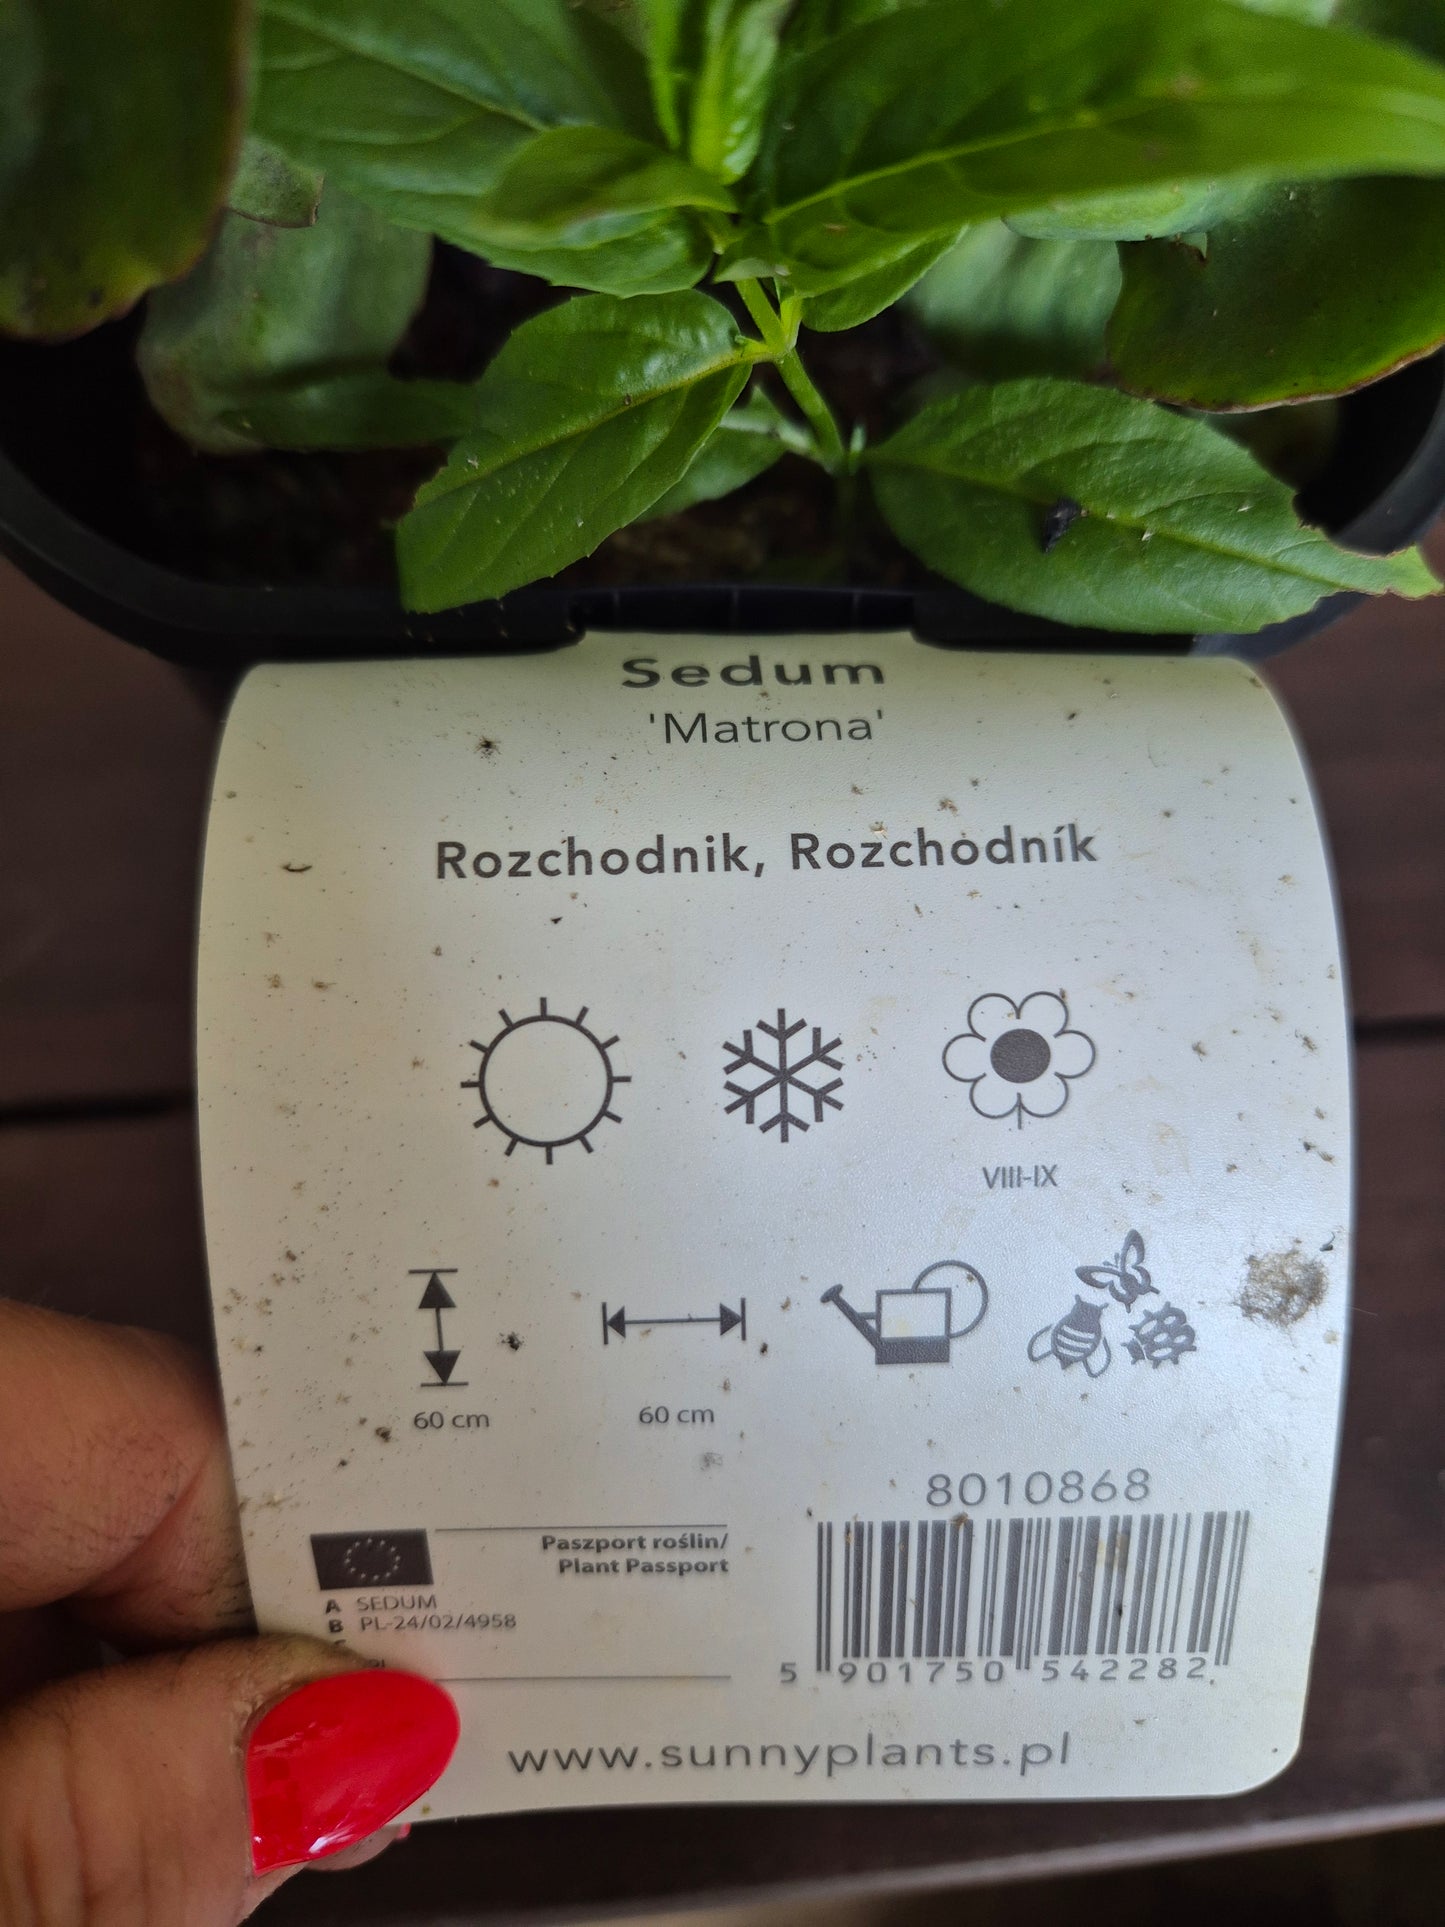 Sedum
'Matrona'
Rozchodnik, Rozchodník
VIII-IX
60 cm
60 cm
8010868
Paszport roślin/
Plant Passport
A SEDUM
B PL-24/02/4958
5 901750 542282
www.sunnyplants.pl